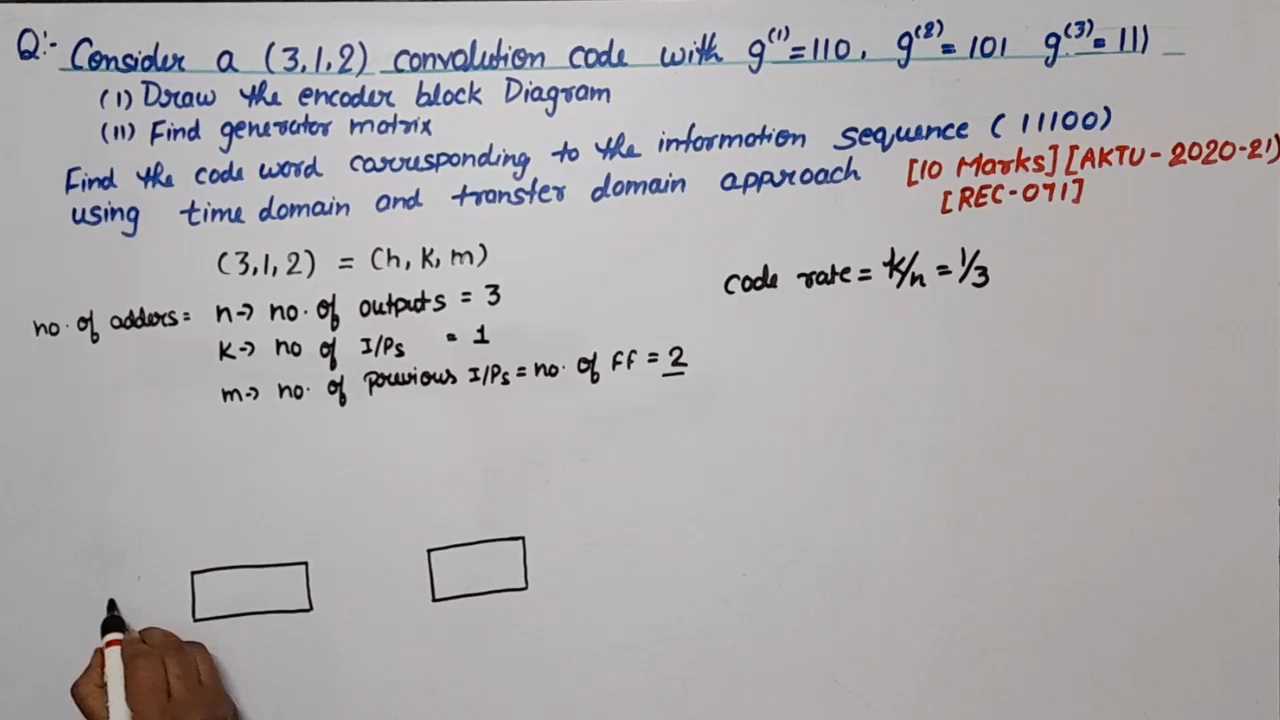 Q:- Consider a (3,1,2) convolution code with g⁽¹⁾=110, g⁽²⁾=101 g⁽³⁾=111
(I) Draw the encoder block Diagram
(II) Find generator matrix
Find the code word corresponding to the information sequence (11100)
using time domain and transfer domain approach [10 Marks] [AKTU-2020-21]
[REC-071]
(3,1,2) = (n, k, m)
code rate = k/n = 1/3
no. of adders = n→ no. of outputs = 3
k→ no of I/Ps = 1
m→ no. of previous I/Ps = no. of FF = 2